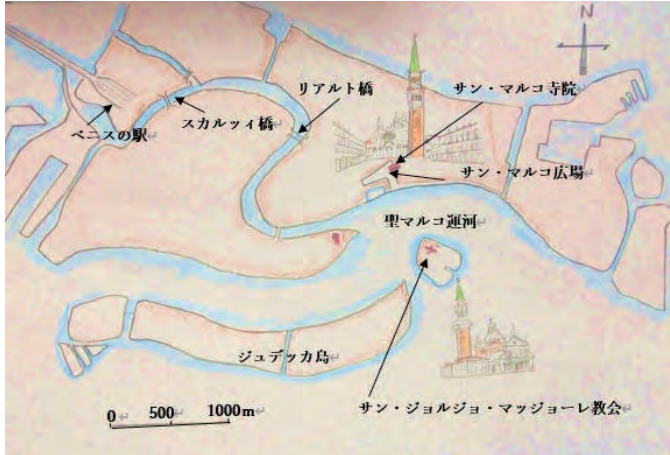 N
リアルト橋
サン・マルコ寺院
ベニスの駅
スカルツィ橋
サン・マルコ広場
聖マルコ運河
ジュデッカ島
サン・ジョルジョ・マッジョーレ教会
0 500 1000m